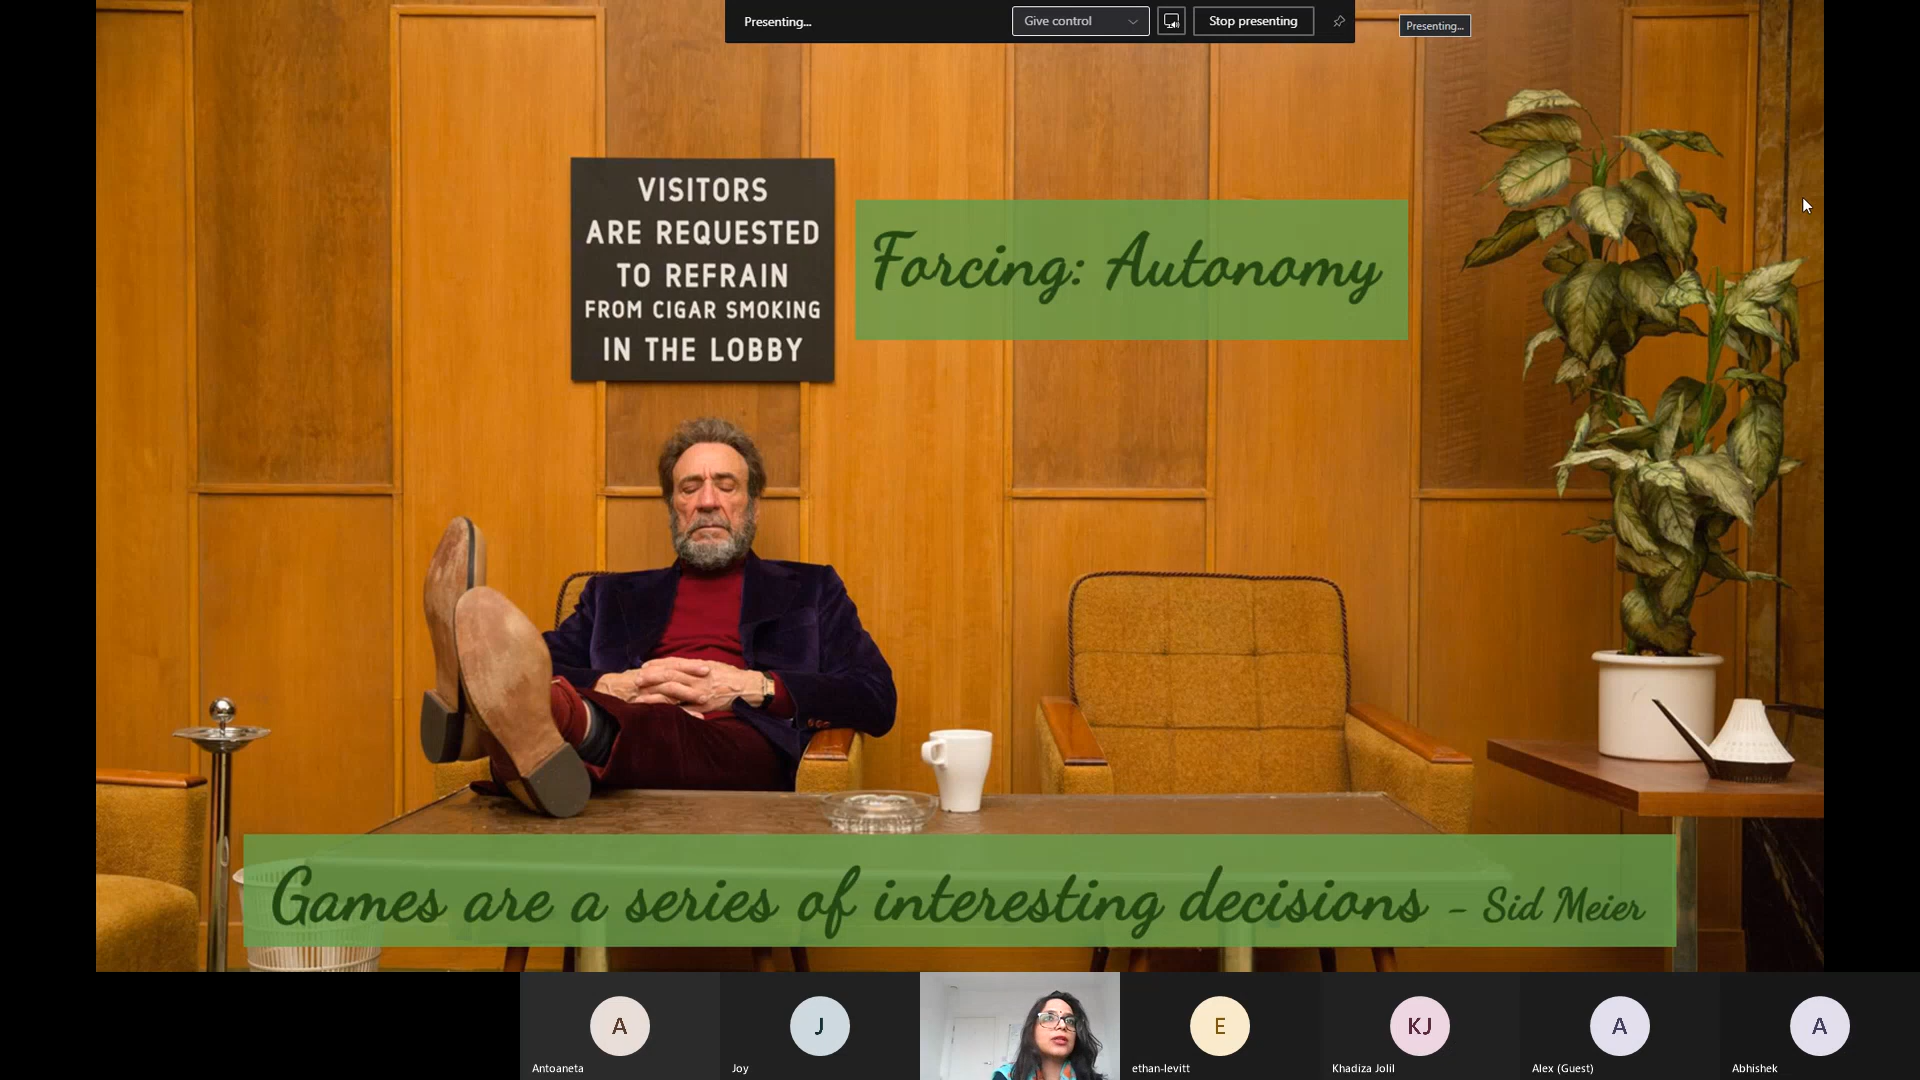 Presenting...
Give control
Stop presenting
Presenting...
VISITORS
ARE REQUESTED
TO REFRAIN
FROM CIGAR SMOKING
IN THE LOBBY
Forcing: Autonomy
Games are a series of interesting decisions - Sid Meier
A
J
E
KJ
A
A
Antoaneta
Joy
ethan-levitt
Khadiza Jolil
Alex (Guest)
Abhishek